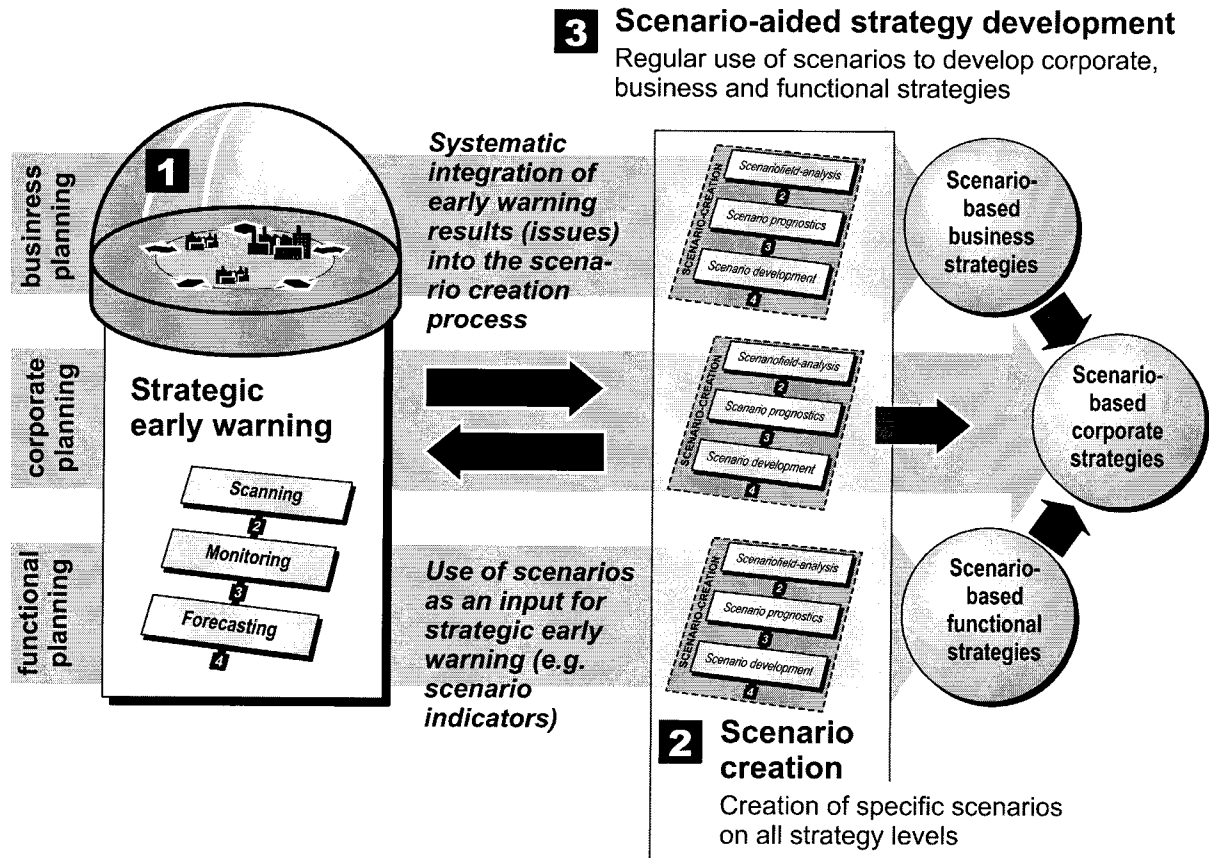 3 Scenario-aided strategy development
Regular use of scenarios to develop corporate,
business and functional strategies
businress
planning
corporate
planning
functional
planning
1
Strategic
early warning
Scanning
2
Monitoring
3
Forecasting
4
Systematic
integration of
early warning
results (issues)
into the scena-
rio creation
process
Use of scenarios
as an input for
strategic early
warning (e.g.
scenario
indicators)
SCENARIO-CREATION
Scenariofield-analysis
2
Scenario prognostics
3
Scenario development
4
SCENARIO-CREATION
Scenariofield-analysis
2
Scenario prognostics
3
Scenario development
4
SCENARIO-CREATION
Scenariofield-analysis
2
Scenario prognostics
3
Scenario development
4
2 Scenario
creation
Creation of specific scenarios
on all strategy levels
Scenario-
based
business
strategies
Scenario-
based
corporate
strategies
Scenario-
based
functional
strategies